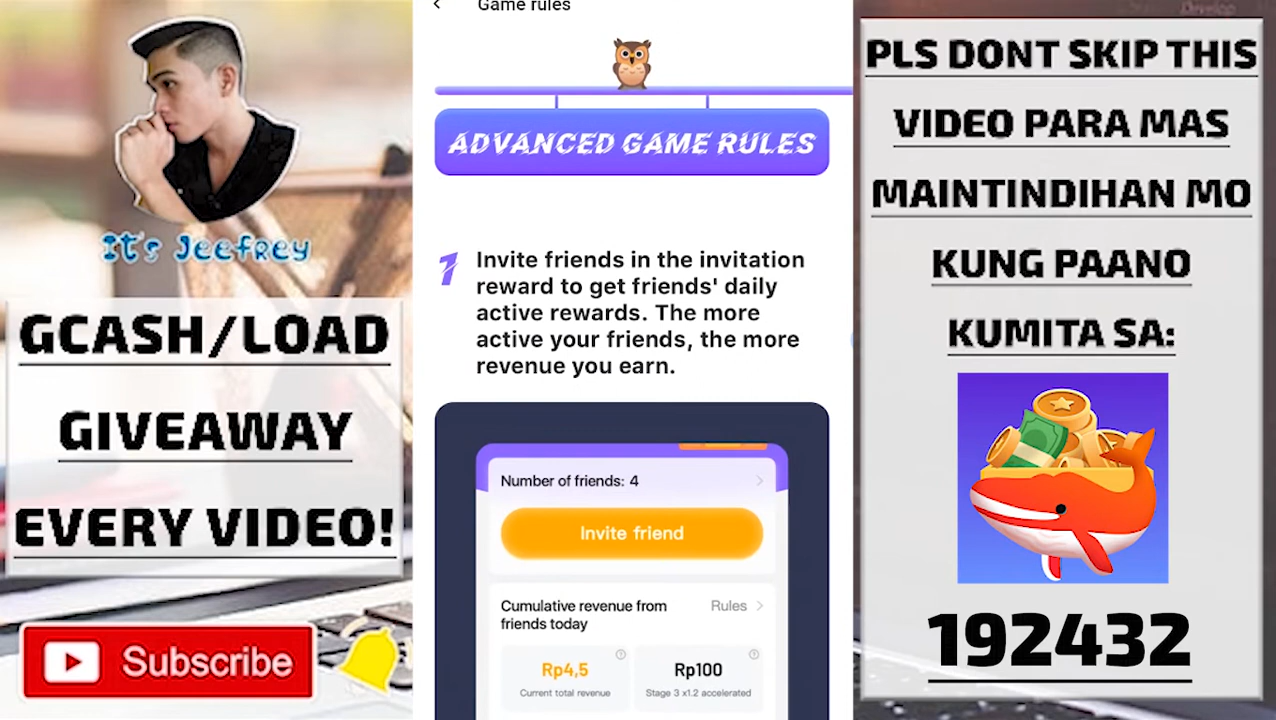 It's Jeefrey
GCASH/LOAD
GIVEAWAY
EVERY VIDEO!
Subscribe
Game rules
ADVANCED GAME RULES
1
Invite friends in the invitation
reward to get friends' daily
active rewards. The more
active your friends, the more
revenue you earn.
Number of friends: 4
Invite friend
Cumulative revenue from
friends today
Rules
Rp4,5
Current total revenue
Rp100
Stage 3 x1.2 accelerated
Develop
PLS DONT SKIP THIS
VIDEO PARA MAS
MAINTINDIHAN MO
KUNG PAANO
KUMITA SA:
192432